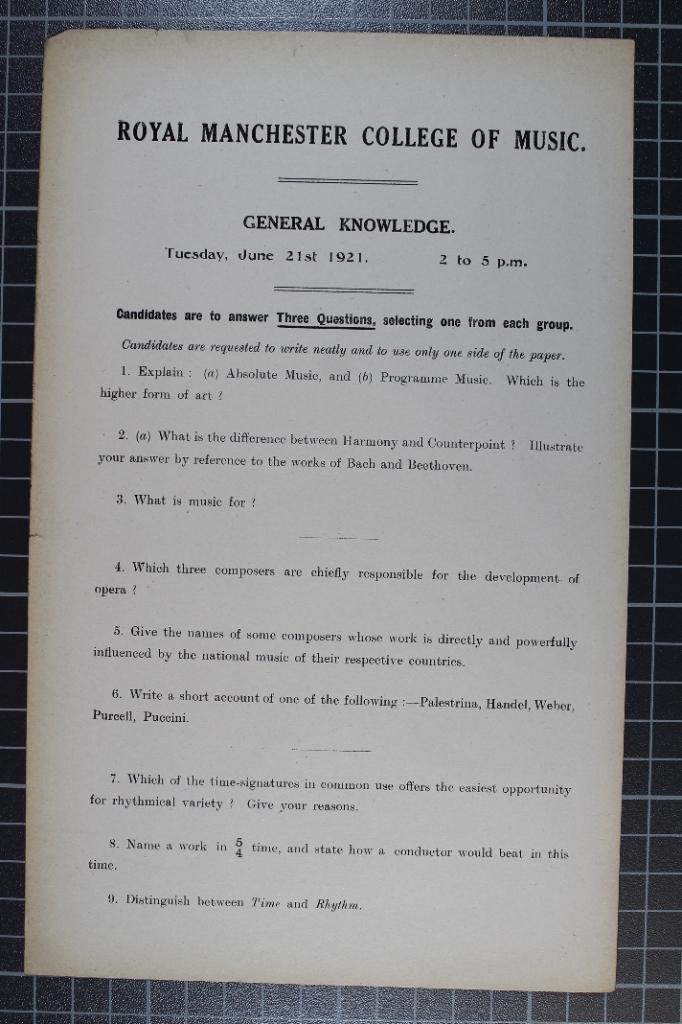 ROYAL MANCHESTER COLLEGE OF MUSIC.
GENERAL KNOWLEDGE.
Tuesday, June 21st 1921. 2 to 5 p.m.
Candidates are to answer Three Questions, selecting one from each group.
Candidates are requested to write neatly and to use only one side of the paper.
1. Explain : (a) Absolute Music, and (b) Programme Music. Which is the
higher form of art ?
2. (a) What is the difference between Harmony and Counterpoint ? Illustrate
your answer by reference to the works of Bach and Beethoven.
3. What is music for ?
4. Which three composers are chiefly responsible for the development of
opera ?
5. Give the names of some composers whose work is directly and powerfully
influenced by the national music of their respective countries.
6. Write a short account of one of the following :—Palestrina, Handel, Weber,
Purcell, Puccini.
7. Which of the time-signatures in common use offers the easiest opportunity
for rhythmical variety ? Give your reasons.
8. Name a work in 5/4 time, and state how a conductor would beat in this
time.
9. Distinguish between Time and Rhythm.